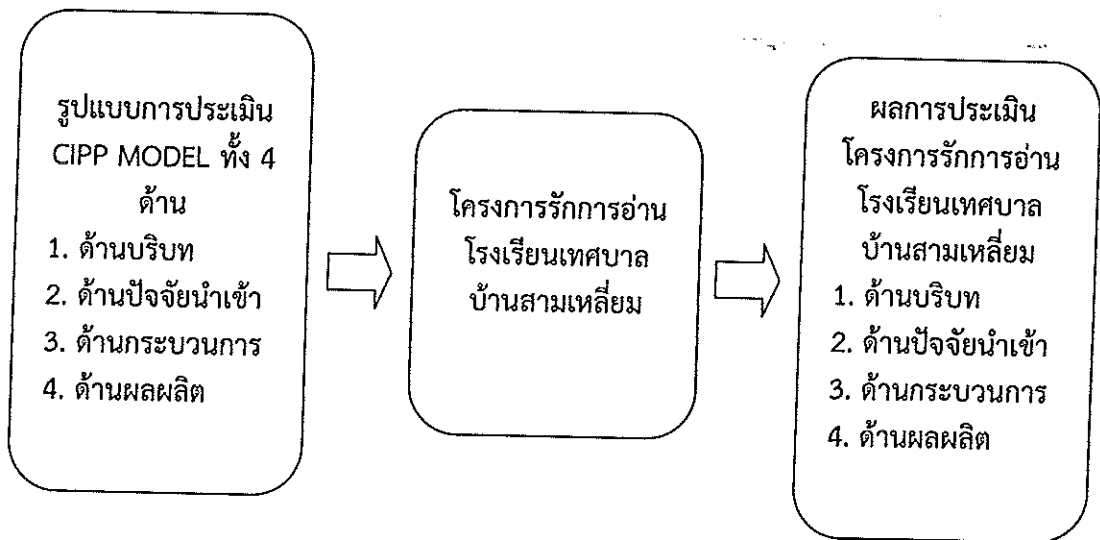 รูปแบบการประเมิน
CIPP MODEL ทั้ง 4
ด้าน
1. ด้านบริบท
2. ด้านปัจจัยนำเข้า
3. ด้านกระบวนการ
4. ด้านผลผลิต
โครงการรักการอ่าน
โรงเรียนเทศบาล
บ้านสามเหลี่ยม
ผลการประเมิน
โครงการรักการอ่าน
โรงเรียนเทศบาล
บ้านสามเหลี่ยม
1. ด้านบริบท
2. ด้านปัจจัยนำเข้า
3. ด้านกระบวนการ
4. ด้านผลผลิต